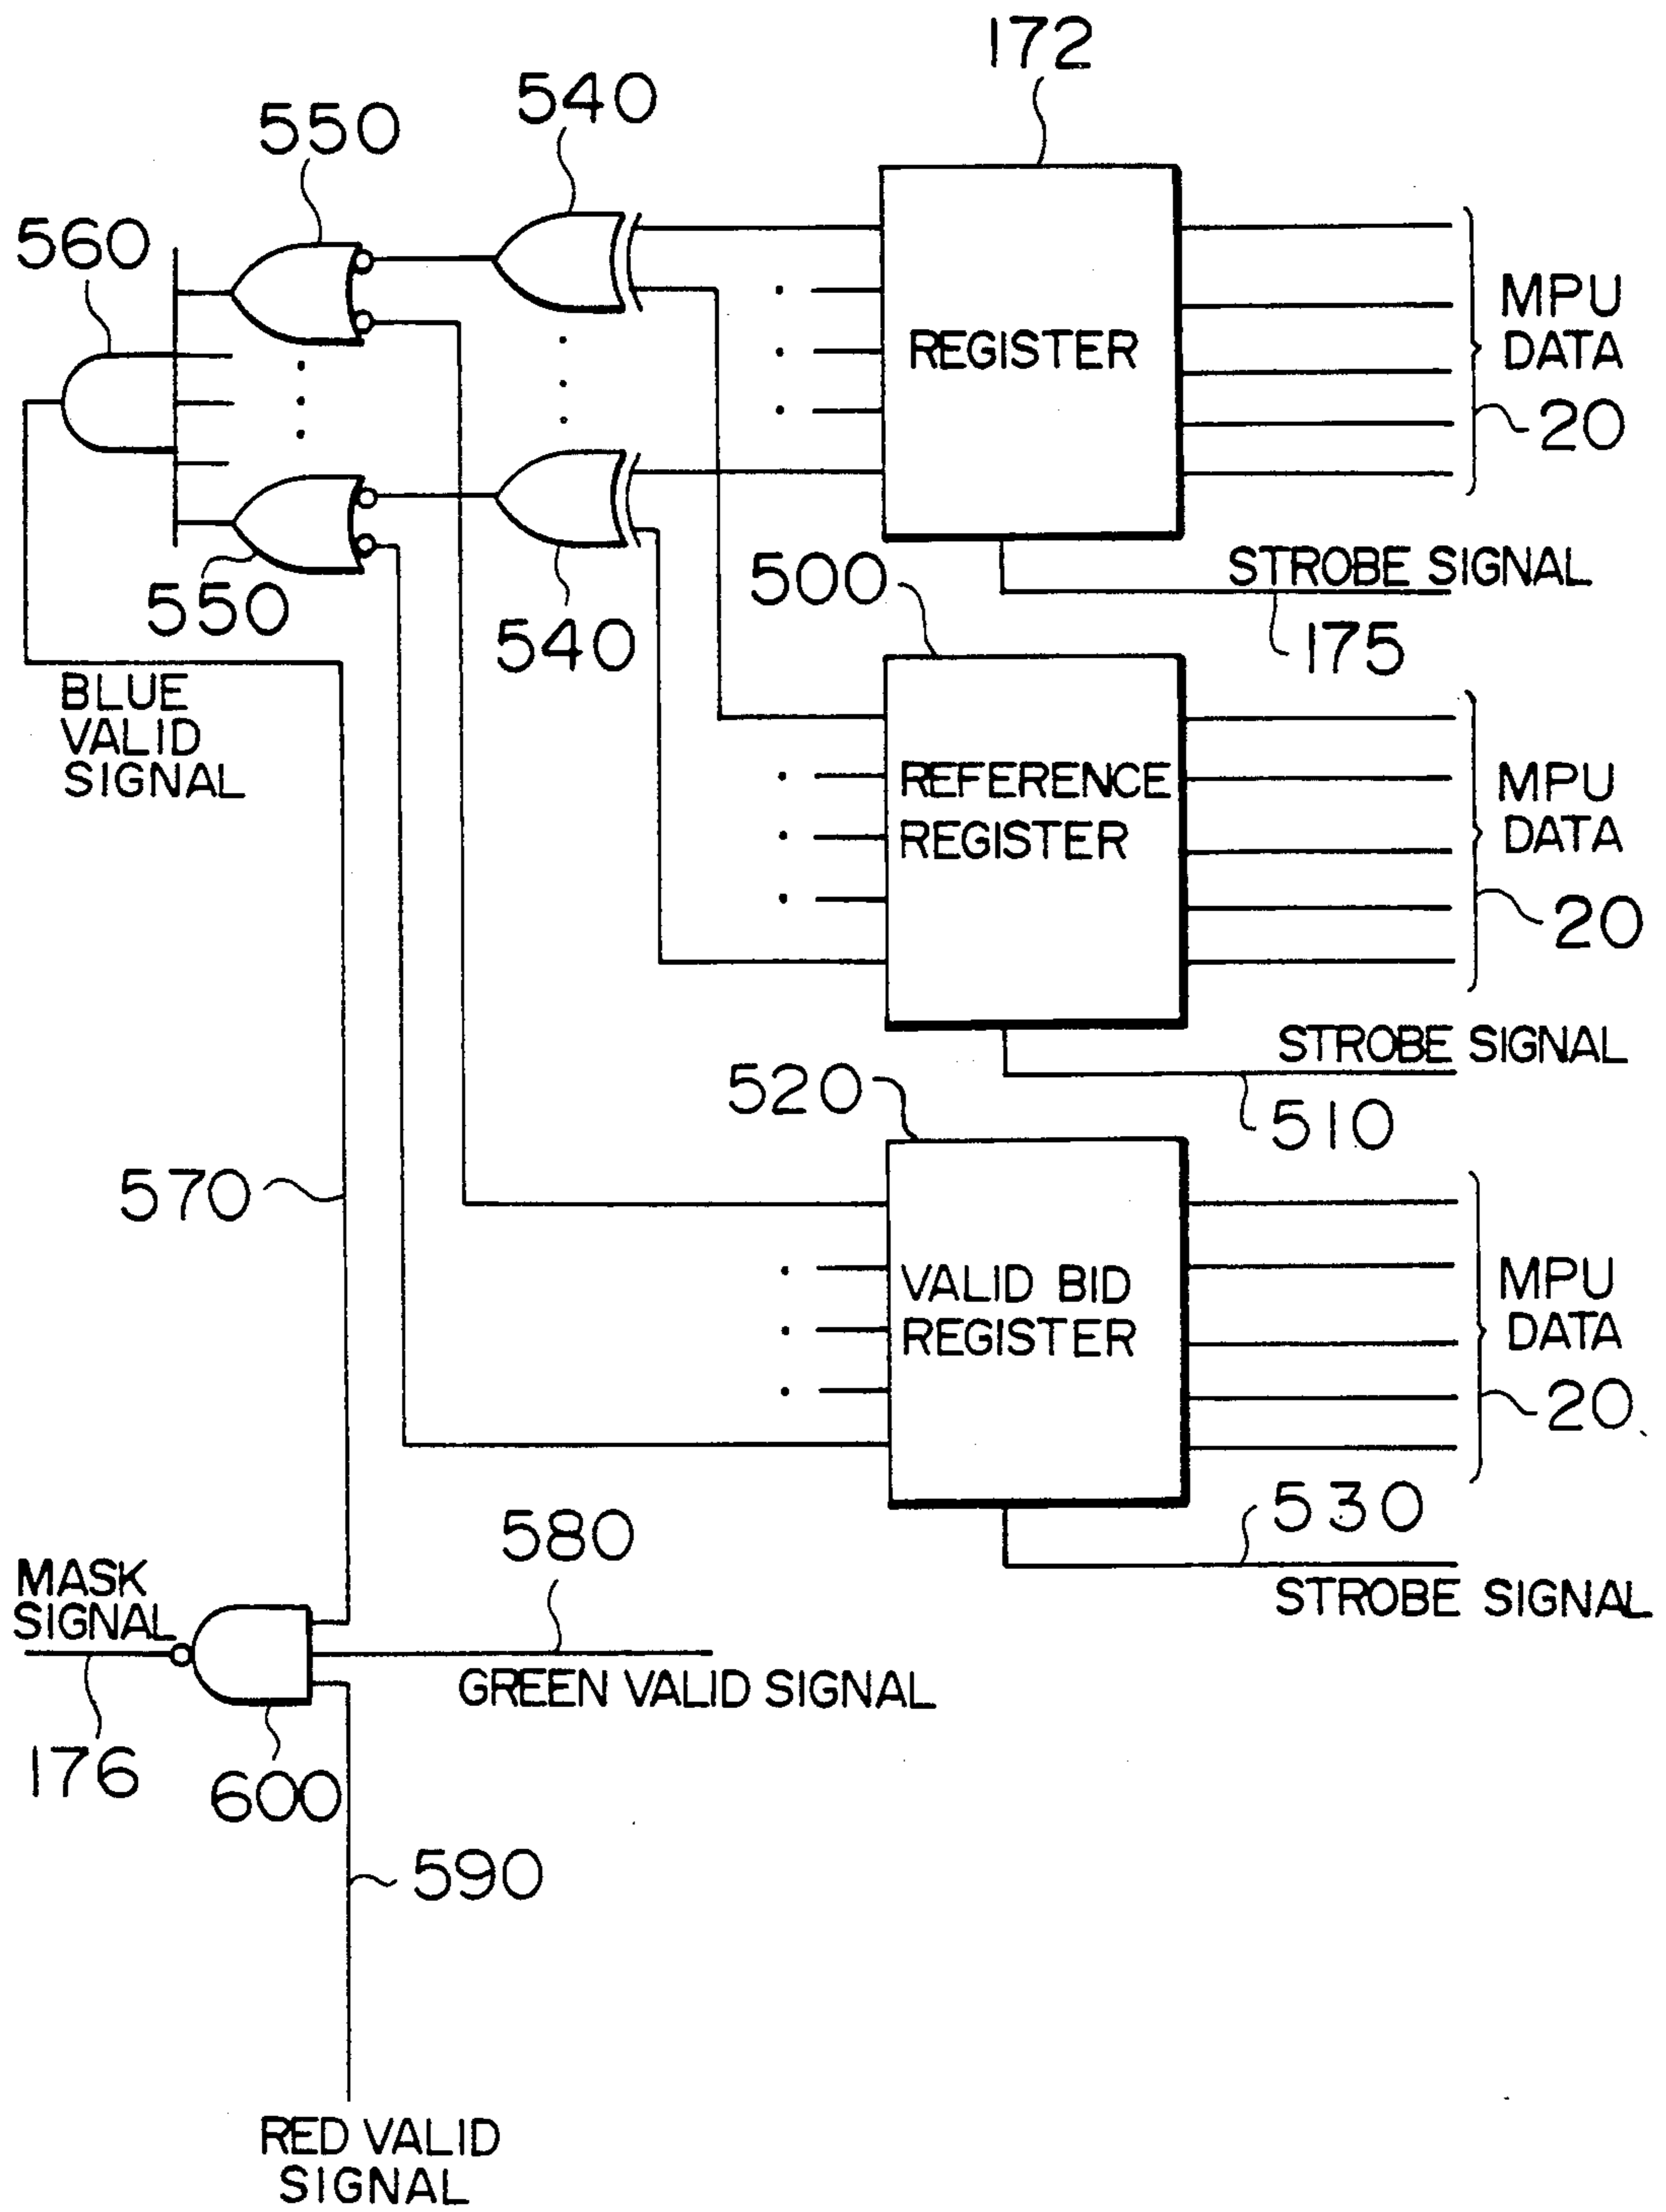 172
540
550
560
REGISTER
MPU
DATA
20
STROBE SIGNAL
175
550
540
500
BLUE
VALID
SIGNAL
REFERENCE
REGISTER
MPU
DATA
20
STROBE SIGNAL
510
520
570
VALID BID
REGISTER
MPU
DATA
20
530
STROBE SIGNAL
580
MASK
SIGNAL
GREEN VALID SIGNAL
176
600
590
RED VALID
SIGNAL